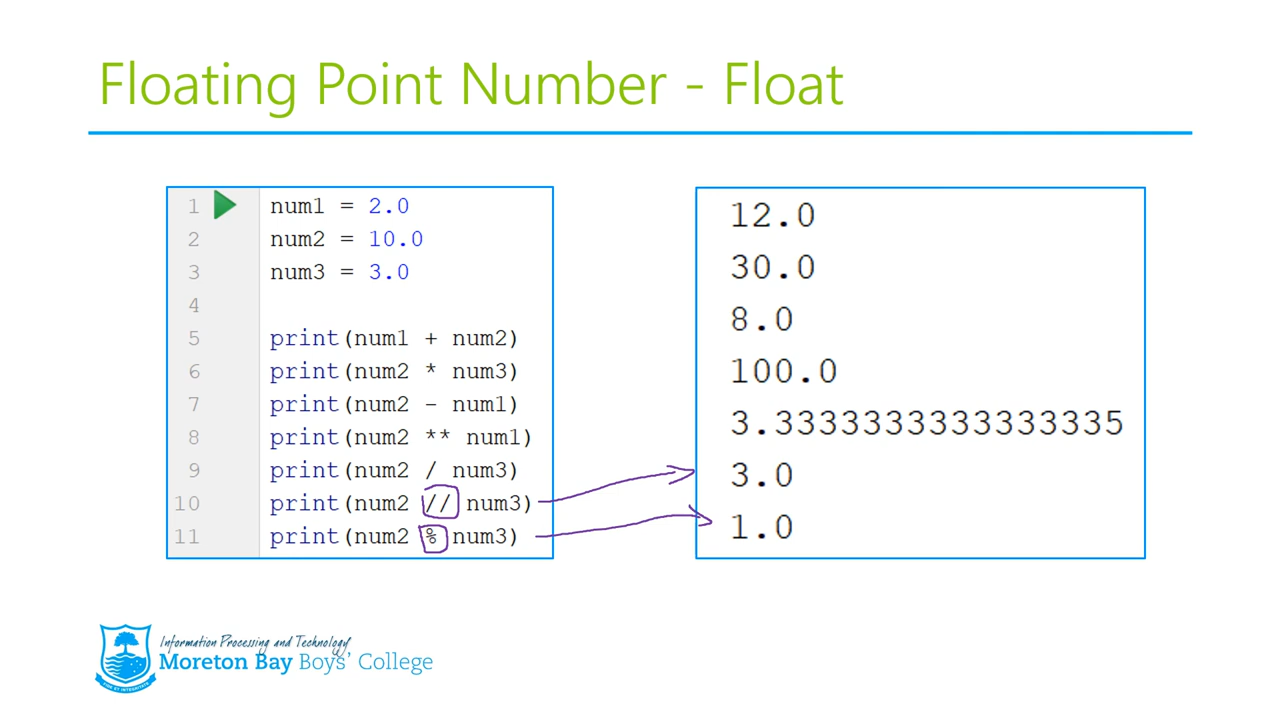 Floating Point Number - Float
1 num1 = 2.0
2 num2 = 10.0
3 num3 = 3.0
4
5 print(num1 + num2)
6 print(num2 * num3)
7 print(num2 - num1)
8 print(num2 ** num1)
9 print(num2 / num3)
10 print(num2 // num3)
11 print(num2 % num3)
12.0
30.0
8.0
100.0
3.3333333333333335
3.0
1.0
Information Processing and Technology
Moreton Bay Boys' College